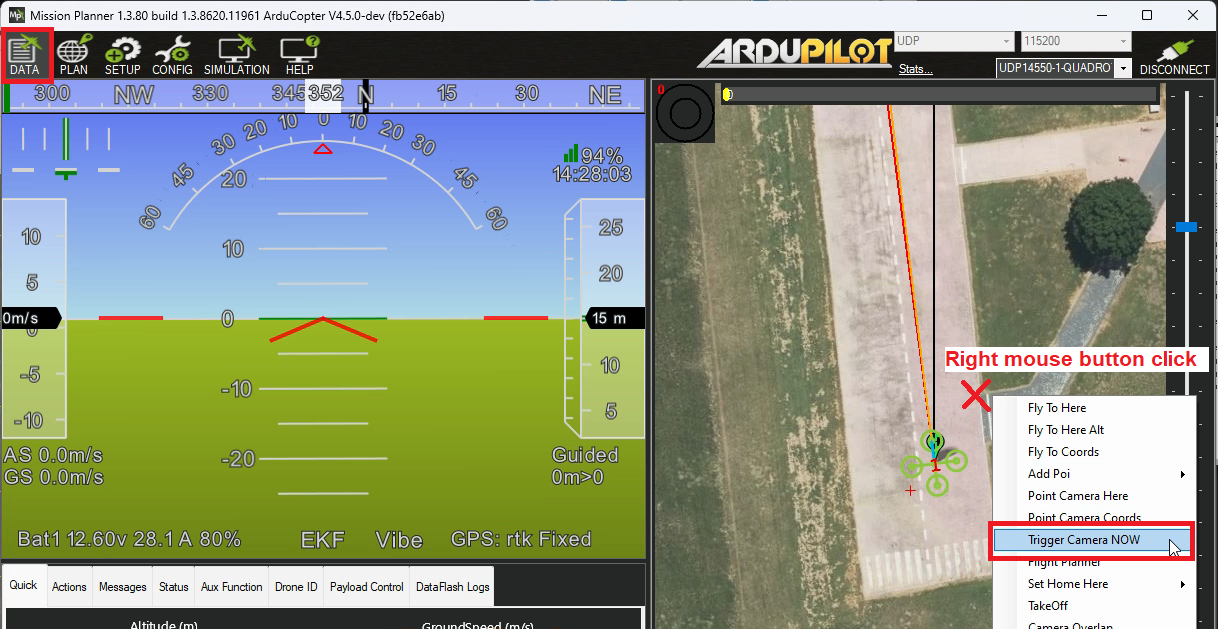 Mission Planner 1.3.80 build 1.3.8620.11961 ArduCopter V4.5.0-dev (fb52e6ab)
DATA PLAN SETUP CONFIG SIMULATION HELP
ARDUPILOT
Stats...
UDP 115200
UDP14550-1-QUADRO
DISCONNECT
300 NW 330 345 352 N 15 30 NE
60 45 30 20 10 0 10 20 30 45 60
94%
14:28:03
20
10
0
-10
-20
10
5
0m/s
0
-5
-10
25
20
15 m
10
5
AS 0.0m/s
GS 0.0m/s
Guided
0m>0
Bat1 12.60v 28.1 A 80% EKF Vibe GPS: rtk Fixed
Quick Actions Messages Status Aux Function Drone ID Payload Control DataFlash Logs
Altitude (m) GroundSpeed (m/s)
0
0
1
Right mouse button click
Fly To Here
Fly To Here Alt
Fly To Coords
Add Poi
Point Camera Here
Point Camera Coords
Trigger Camera NOW
Flight Planner
Set Home Here
TakeOff
Camera Overlap